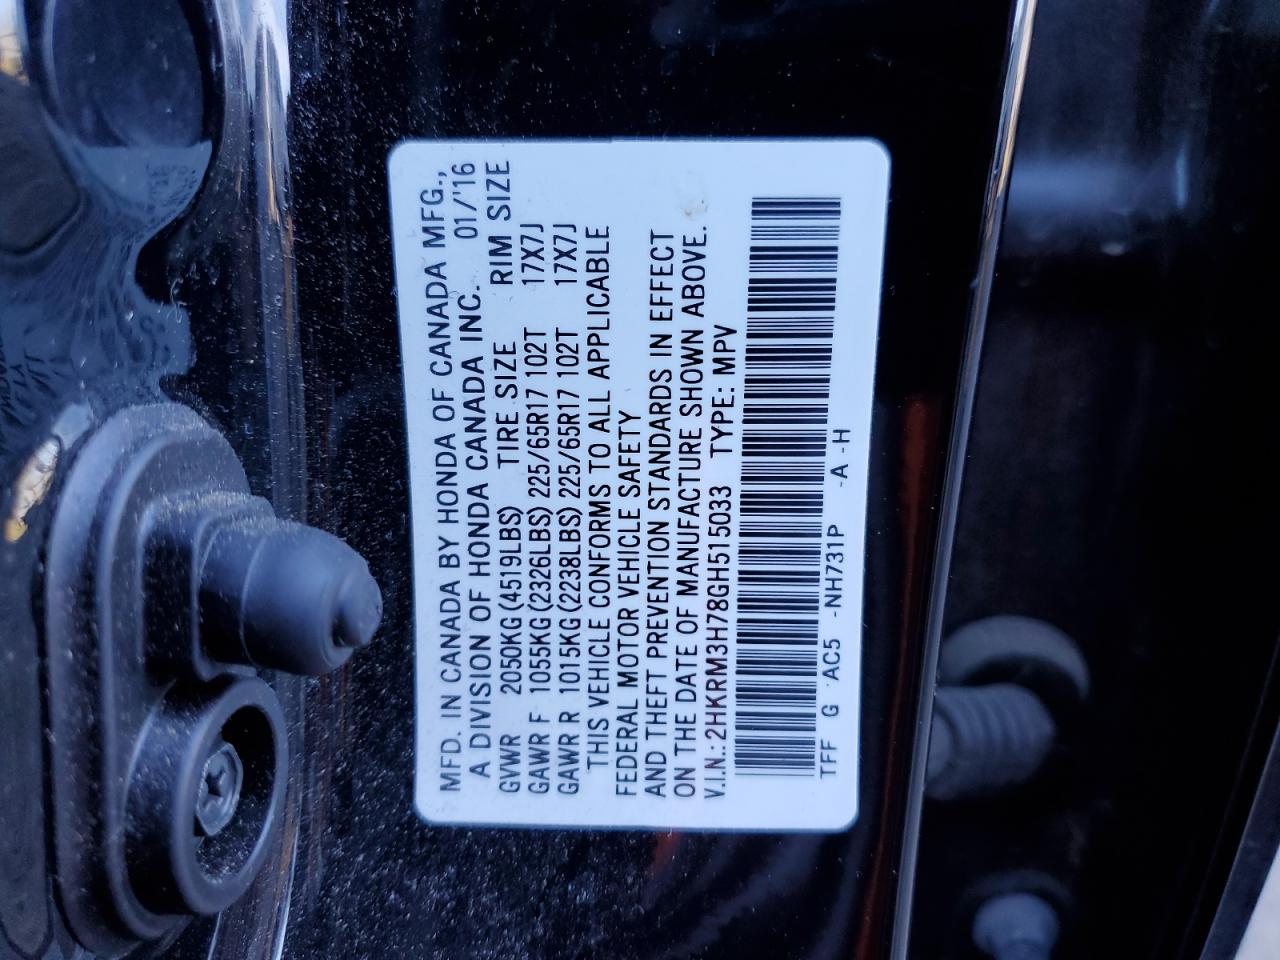 MFD. IN CANADA BY HONDA OF CANADA MFG.,
A DIVISION OF HONDA CANADA INC. 01/'16
GVWR 2050KG(4519LBS) TIRE SIZE RIM SIZE
GAWR F 1055KG(2326LBS) 225/65R17 102T 17X7J
GAWR R 1015KG(2238LBS) 225/65R17 102T 17X7J
THIS VEHICLE CONFORMS TO ALL APPLICABLE
FEDERAL MOTOR VEHICLE SAFETY
AND THEFT PREVENTION STANDARDS IN EFFECT
ON THE DATE OF MANUFACTURE SHOWN ABOVE.
V.I.N.: 2HKRM3H78GH515033 TYPE: MPV
TFF G AC5 -NH731P -A -H